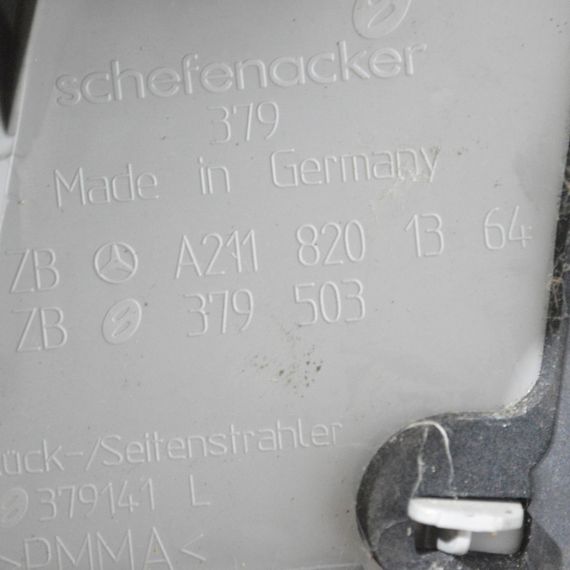 schefenacker
379
Made in Germany
ZB A211 820 13 64
ZB 379 503
ück-/Seitenstrahler
379141 L
>PMMA<